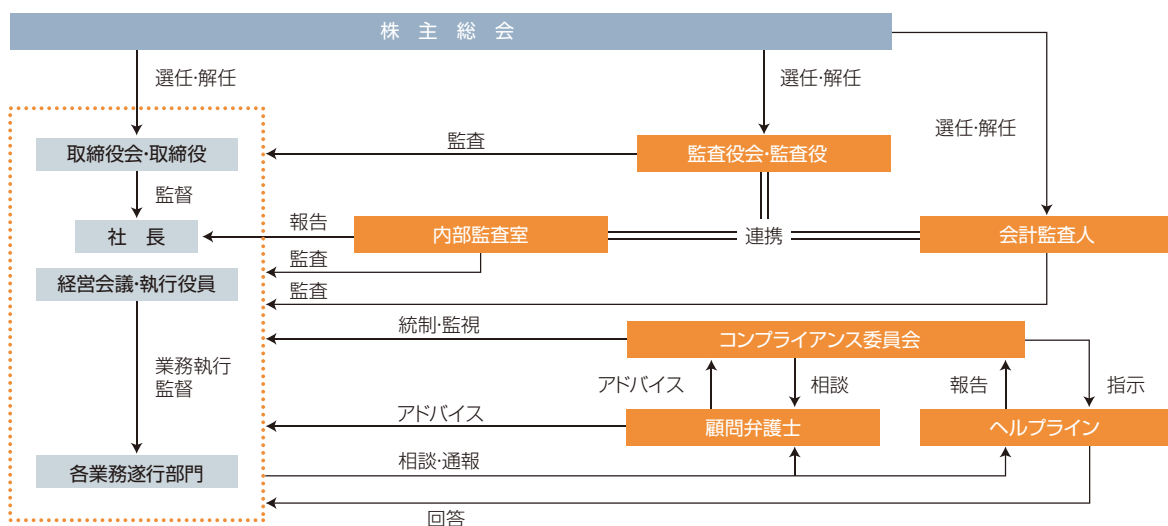 株主総会
選任・解任
選任・解任
選任・解任
取締役会・取締役
監査
監査役会・監査役
監督
社長
報告
内部監査室
連携
会計監査人
監査
経営会議・執行役員
監査
統制・監視
コンプライアンス委員会
業務執行
監督
アドバイス
相談
報告
指示
アドバイス
顧問弁護士
ヘルプライン
各業務遂行部門
相談・通報
回答